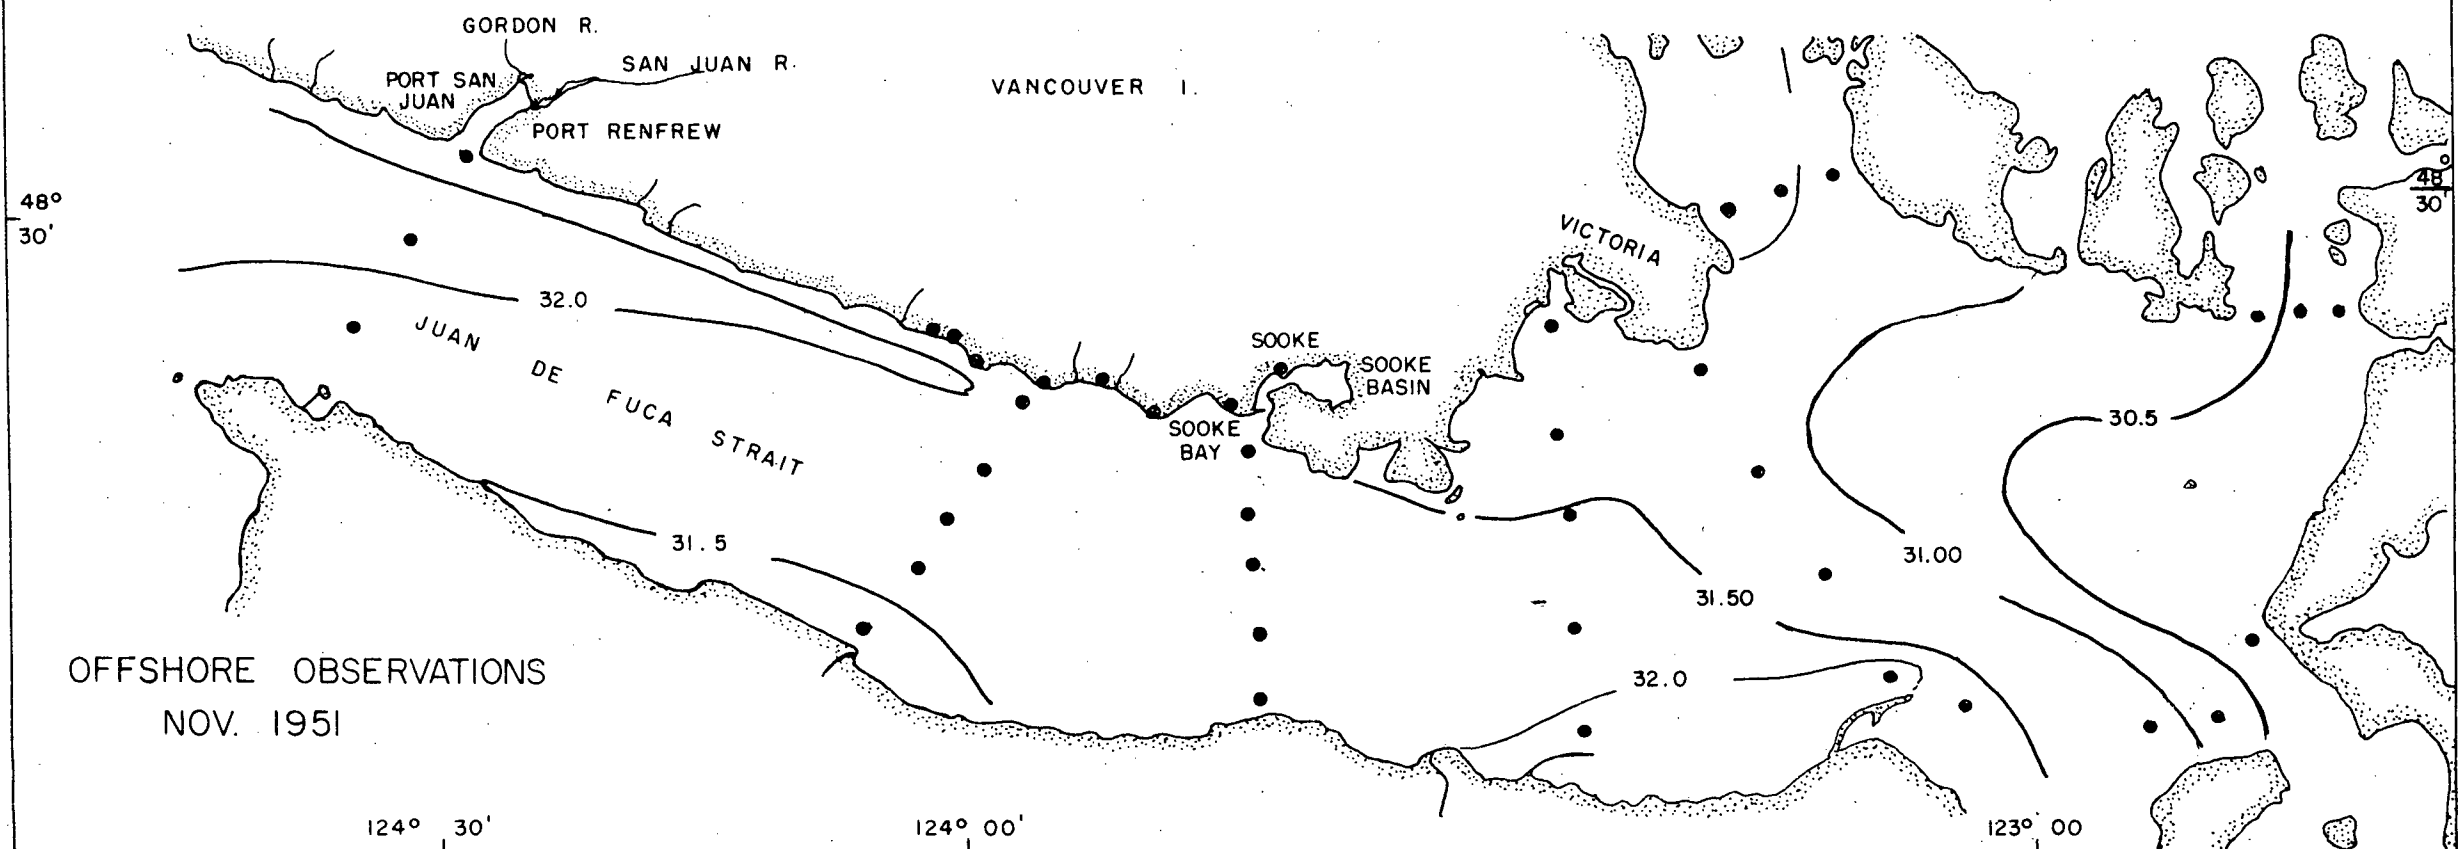 GORDON R.
SAN JUAN R.
PORT SAN
JUAN
VANCOUVER I.
PORT RENFREW
48°
30'
48°
30'
VICTORIA
32.0
JUAN DE FUCA STRAIT
SOOKE
SOOKE
BASIN
SOOKE
BAY
30.5
31.5
31.00
31.50
32.0
OFFSHORE OBSERVATIONS
NOV. 1951
124° 30'
124° 00'
123° 00